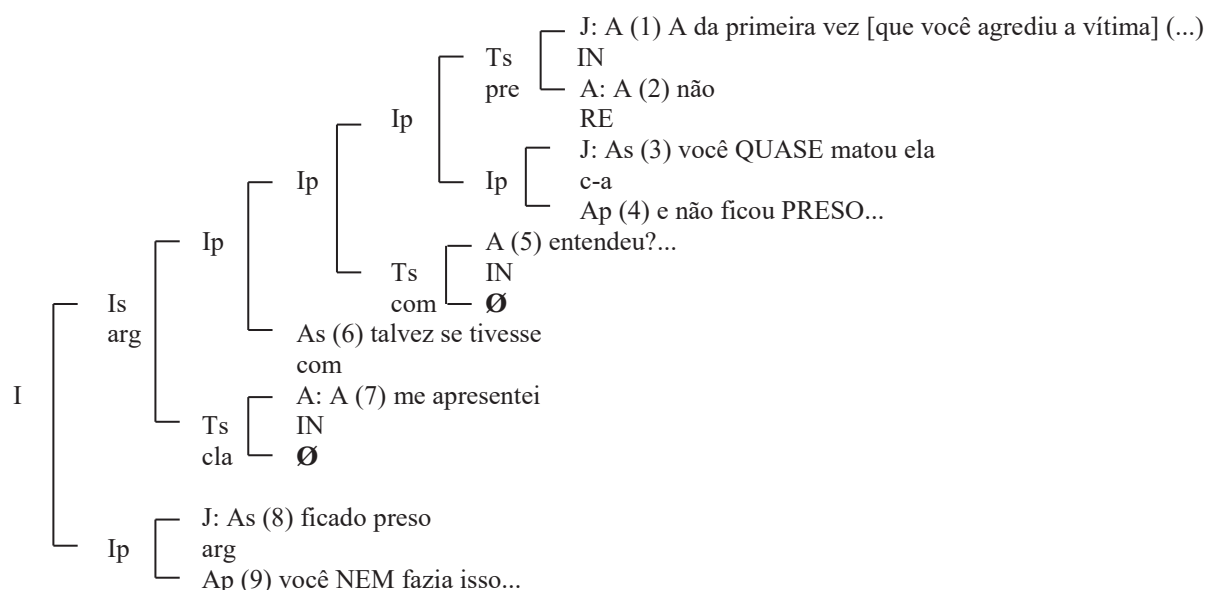 J: A (1) A da primeira vez [que você agrediu a vítima] (...)
Ts IN
pre A: A (2) não
Ip RE
J: As (3) você QUASE matou ela
Ip Ip c-a
Ap (4) e não ficou PRESO...
Ip A (5) entendeu?...
Ts IN
Is com Ø
arg As (6) talvez se tivesse
com
I A: A (7) me apresentei
Ts IN
cla Ø
J: As (8) ficado preso
Ip arg
Ap (9) você NEM fazia isso...